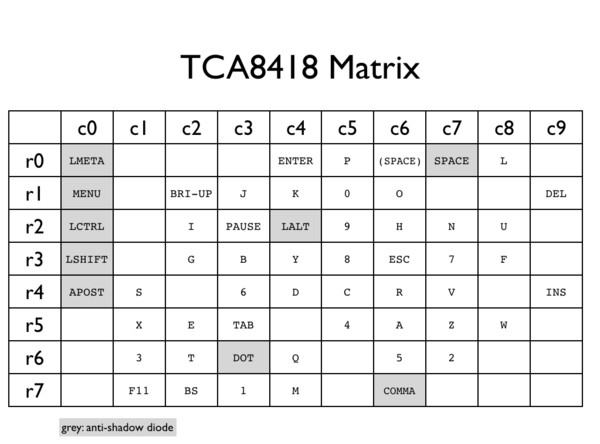 TCA8418 Matrix
c0 c1 c2 c3 c4 c5 c6 c7 c8 c9
r0 LMETA ENTER P (SPACE) SPACE L
r1 MENU BRI-UP J K 0 O DEL
r2 LCTRL I PAUSE LALT 9 H N U
r3 LSHIFT G B Y 8 ESC 7 F
r4 APOST S 6 D C R V INS
r5 X E TAB 4 A Z W
r6 3 T DOT Q 5 2
r7 F11 BS 1 M COMMA
grey: anti-shadow diode